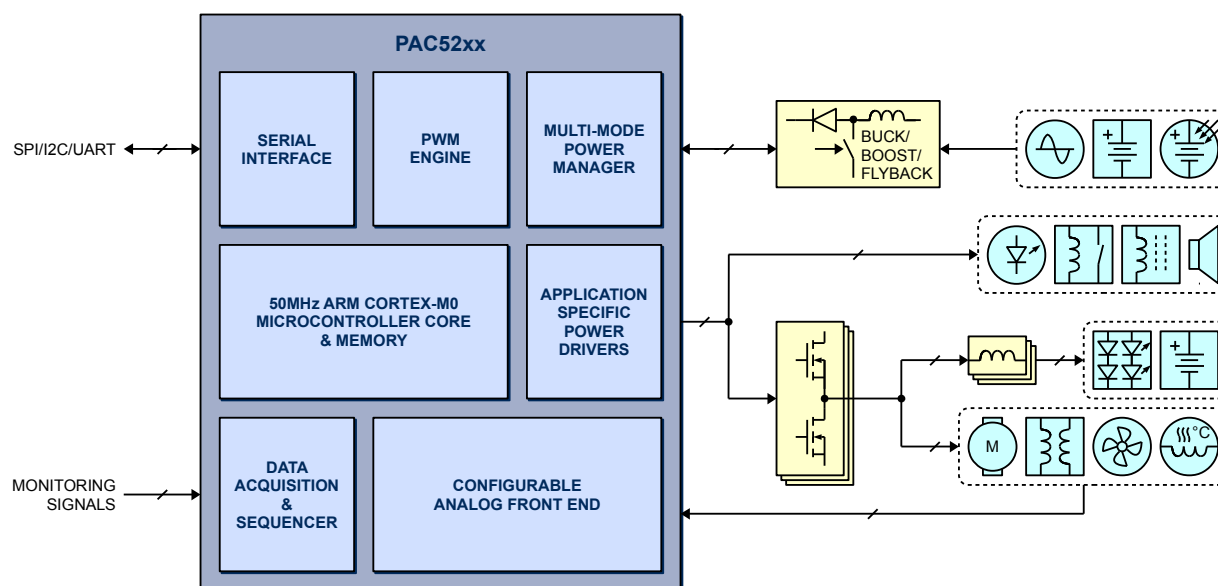 PAC52xx
SERIAL
INTERFACE
PWM
ENGINE
MULTI-MODE
POWER
MANAGER
SPI/I2C/UART
BUCK/
BOOST/
FLYBACK
+
+
50MHz ARM CORTEX-M0
MICROCONTROLLER CORE
& MEMORY
APPLICATION
SPECIFIC
POWER
DRIVERS
+
M
°C
DATA
ACQUISITION
&
SEQUENCER
CONFIGURABLE
ANALOG FRONT END
MONITORING
SIGNALS